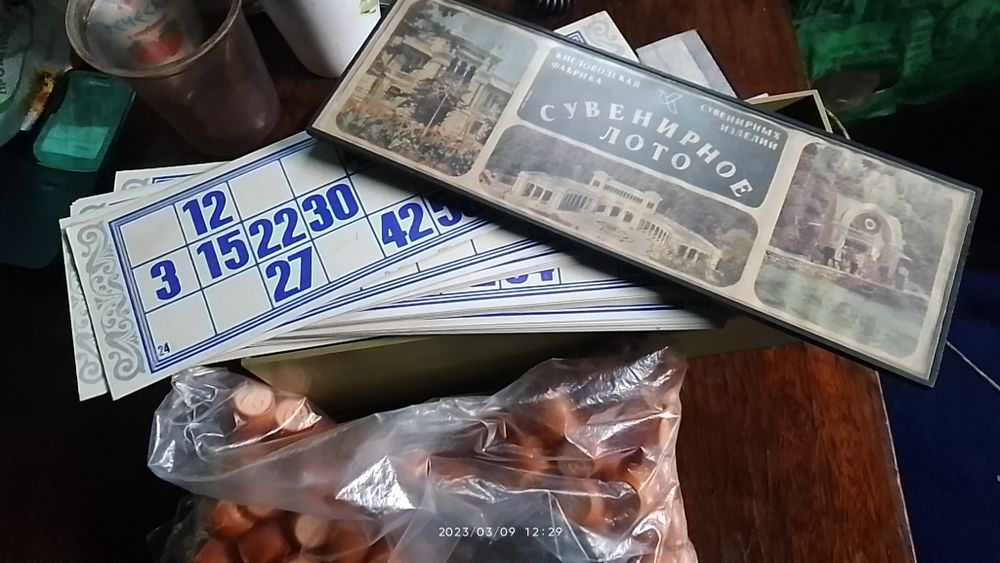 КИСЛОВОДСКАЯ
ФАБРИКА
СУВЕНИРНЫХ
ИЗДЕЛИЙ
СУВЕНИРНОЕ
ЛОТО
12
15 22 30
3 27 42
24
2023/03/09 12:29